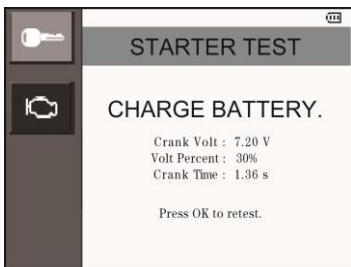 STARTER TEST
CHARGE BATTERY.
Crank Volt : 7.20 V
Volt Percent : 30%
Crank Time : 1.36 s
Press OK to retest.